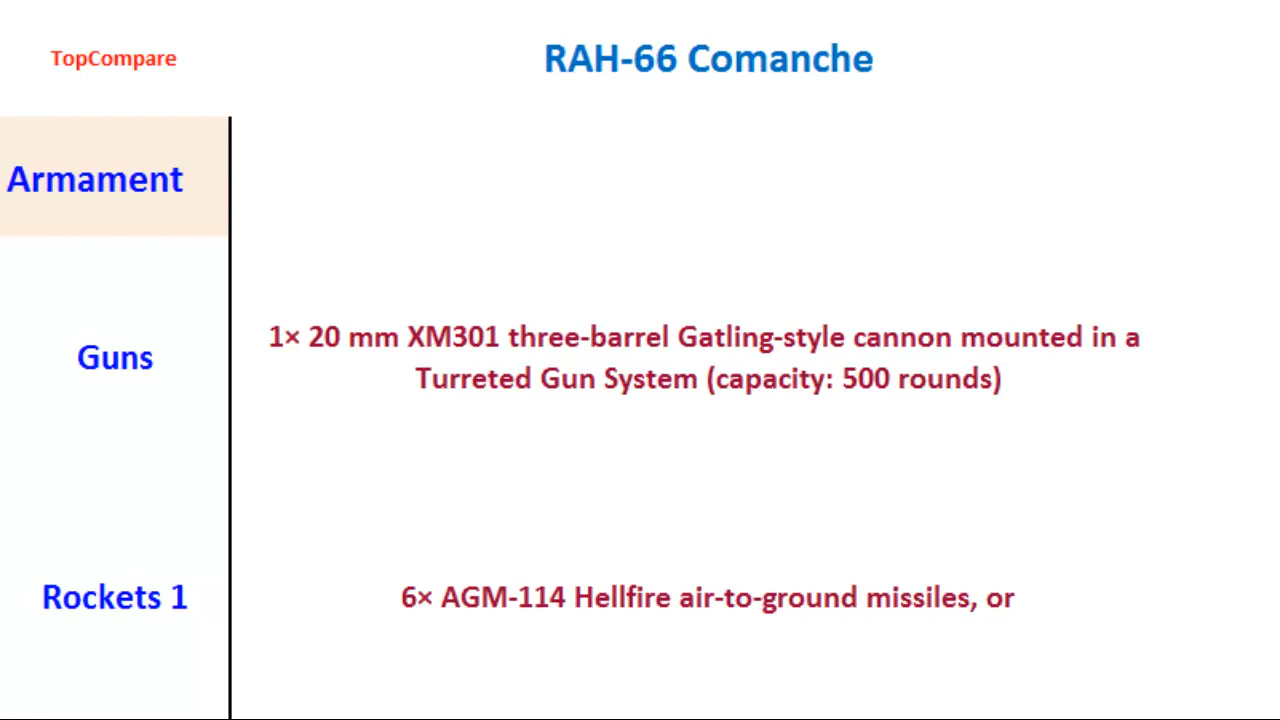 TopCompare
RAH-66 Comanche
Armament
Guns
1× 20 mm XM301 three-barrel Gatling-style cannon mounted in a
Turreted Gun System (capacity: 500 rounds)
Rockets 1
6× AGM-114 Hellfire air-to-ground missiles, or